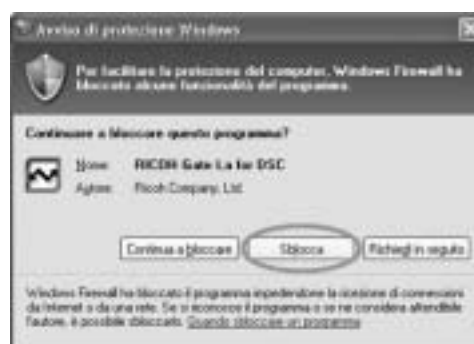 Avviso di protezione Windows
Per facilitare la protezione del computer, Windows Firewall ha
bloccato alcune funzionalità del programma.
Continuare a bloccare questo programma?
Nome: RICOH Gate La for DSC
Autore: Ricoh Company, Ltd
Continua a bloccare Sblocca Richiedi in seguito
Windows Firewall ha bloccato il programma impedendone la ricezione di connessioni
da Internet o da una rete. Se si riconosce il programma o se ne considera attendibile
l'autore, è possibile sbloccarlo. Quando sbloccare un programma